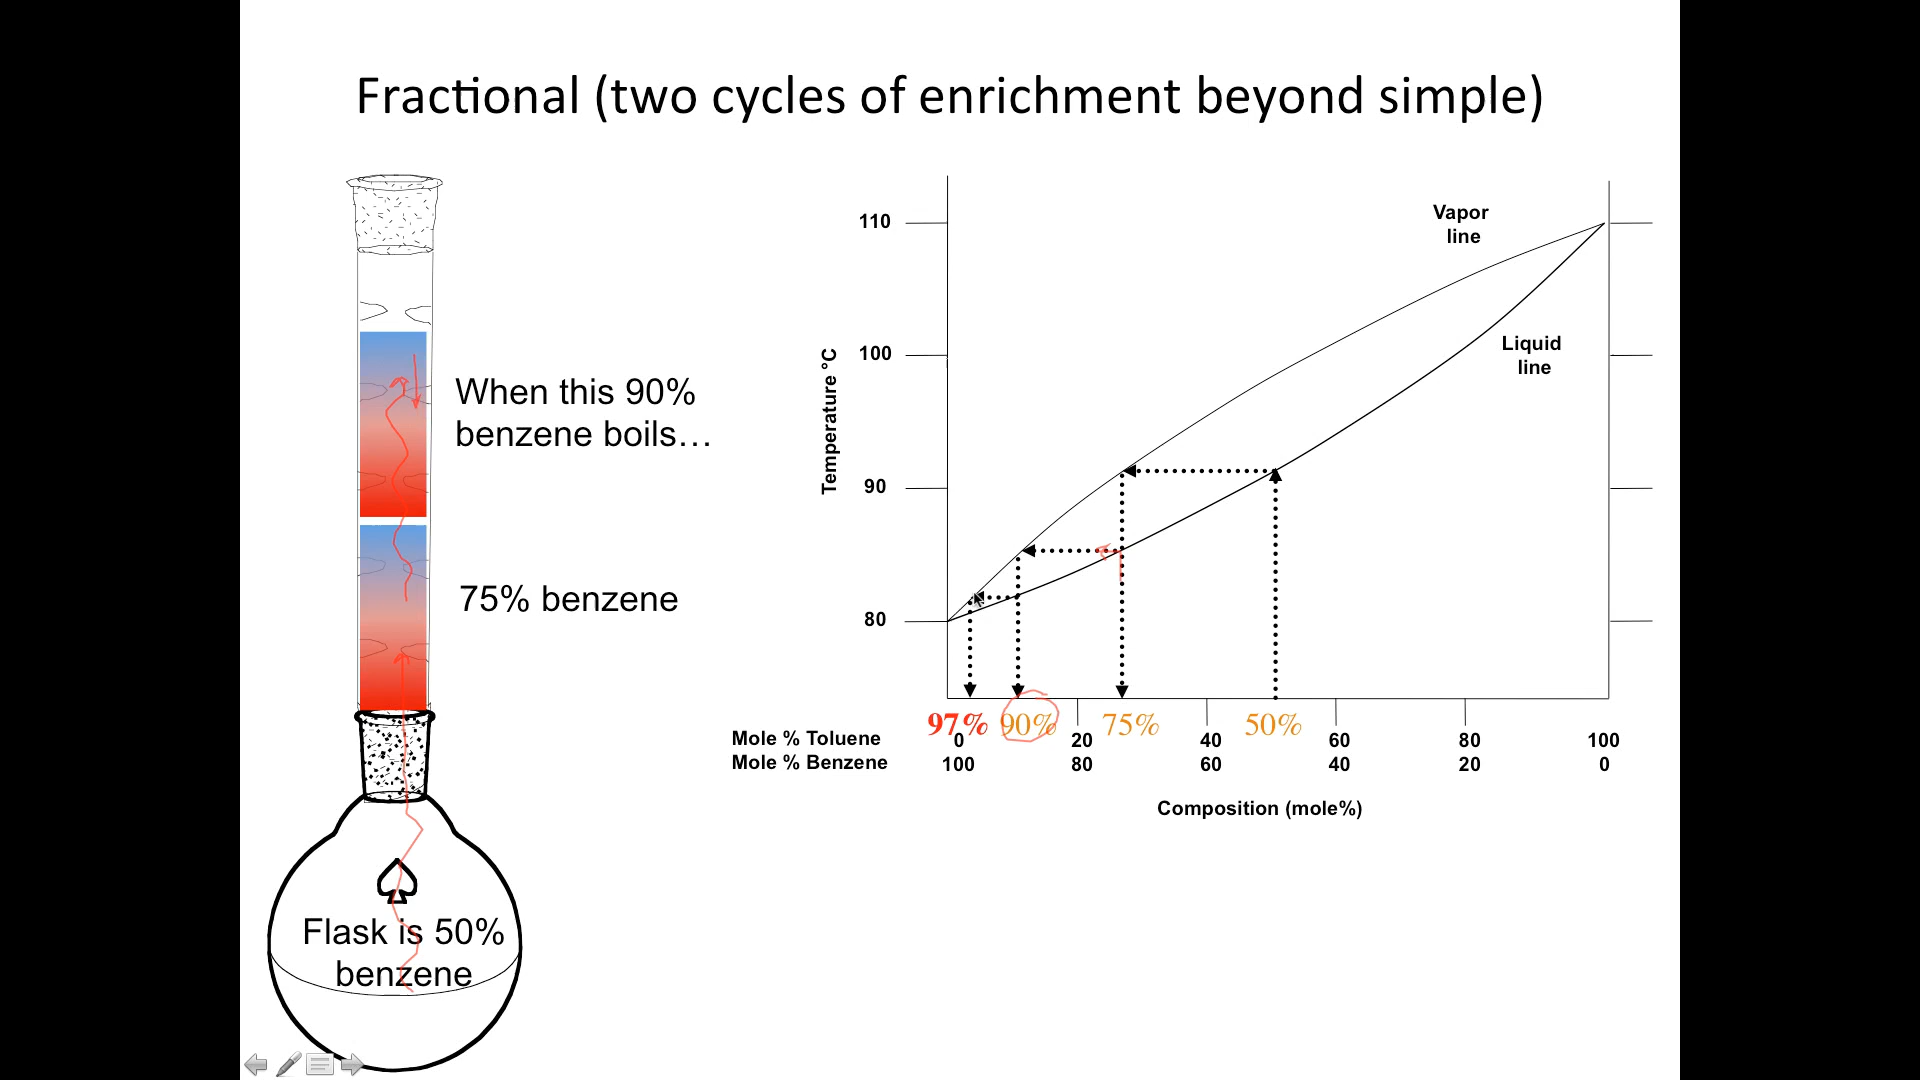 Fractional (two cycles of enrichment beyond simple)
When this 90%
benzene boils…
75% benzene
Flask is 50%
benzene
Vapor
line
Liquid
line
Temperature °C
110
100
90
80
97% 90% 75% 50%
Mole % Toluene 0 20 40 60 80 100
Mole % Benzene 100 80 60 40 20 0
Composition (mole%)